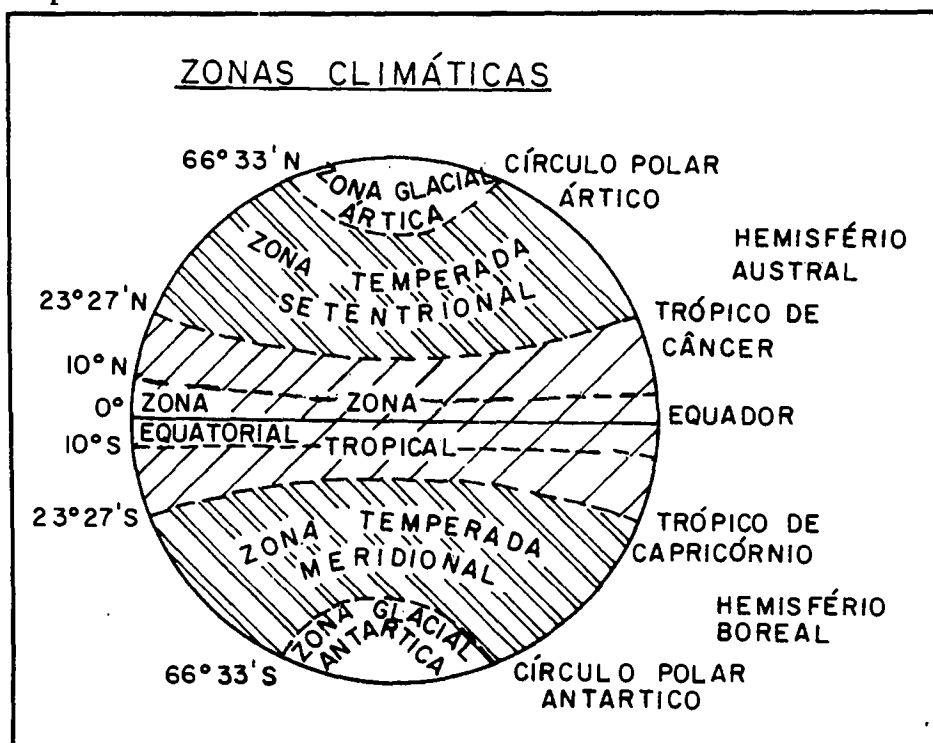 ZONAS CLIMÁTICAS
66° 33' N
CÍRCULO POLAR
ÁRTICO
ZONA GLACIAL
ÁRTICA
HEMISFÉRIO
AUSTRAL
ZONA TEMPERADA
SETENTRIONAL
23° 27' N
TRÓPICO DE
CÂNCER
10° N
0°
ZONA
EQUATORIAL
ZONA
TROPICAL
EQUADOR
10° S
23° 27' S
TRÓPICO DE
CAPRICÓRNIO
ZONA TEMPERADA
MERIDIONAL
HEMISFÉRIO
BOREAL
ZONA GLACIAL
ANTARTICA
66° 33' S
CÍRCULO POLAR
ANTARTICO